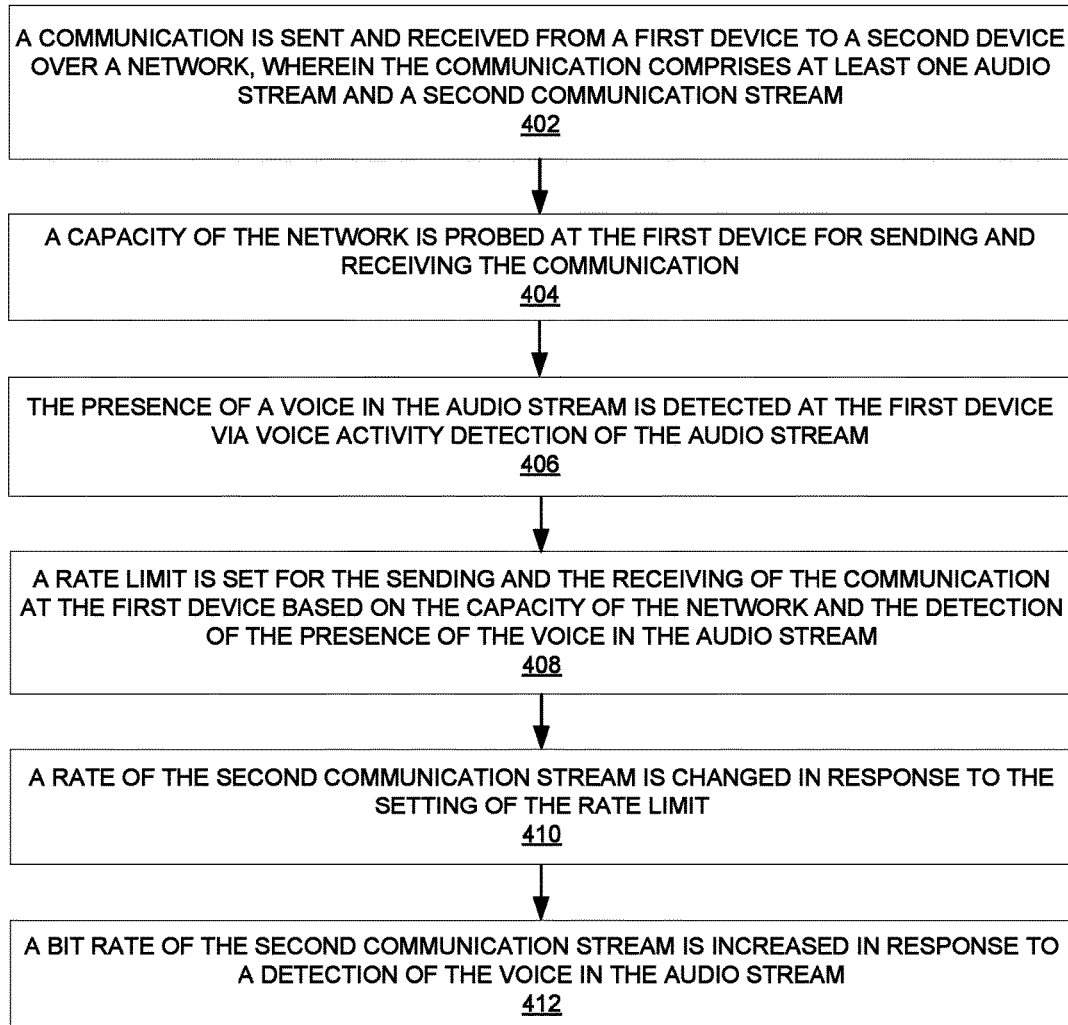 A COMMUNICATION IS SENT AND RECEIVED FROM A FIRST DEVICE TO A SECOND DEVICE
OVER A NETWORK, WHEREIN THE COMMUNICATION COMPRISES AT LEAST ONE AUDIO
STREAM AND A SECOND COMMUNICATION STREAM
402
A CAPACITY OF THE NETWORK IS PROBED AT THE FIRST DEVICE FOR SENDING AND
RECEIVING THE COMMUNICATION
404
THE PRESENCE OF A VOICE IN THE AUDIO STREAM IS DETECTED AT THE FIRST DEVICE
VIA VOICE ACTIVITY DETECTION OF THE AUDIO STREAM
406
A RATE LIMIT IS SET FOR THE SENDING AND THE RECEIVING OF THE COMMUNICATION
AT THE FIRST DEVICE BASED ON THE CAPACITY OF THE NETWORK AND THE DETECTION
OF THE PRESENCE OF THE VOICE IN THE AUDIO STREAM
408
A RATE OF THE SECOND COMMUNICATION STREAM IS CHANGED IN RESPONSE TO THE
SETTING OF THE RATE LIMIT
410
A BIT RATE OF THE SECOND COMMUNICATION STREAM IS INCREASED IN RESPONSE TO
A DETECTION OF THE VOICE IN THE AUDIO STREAM
412